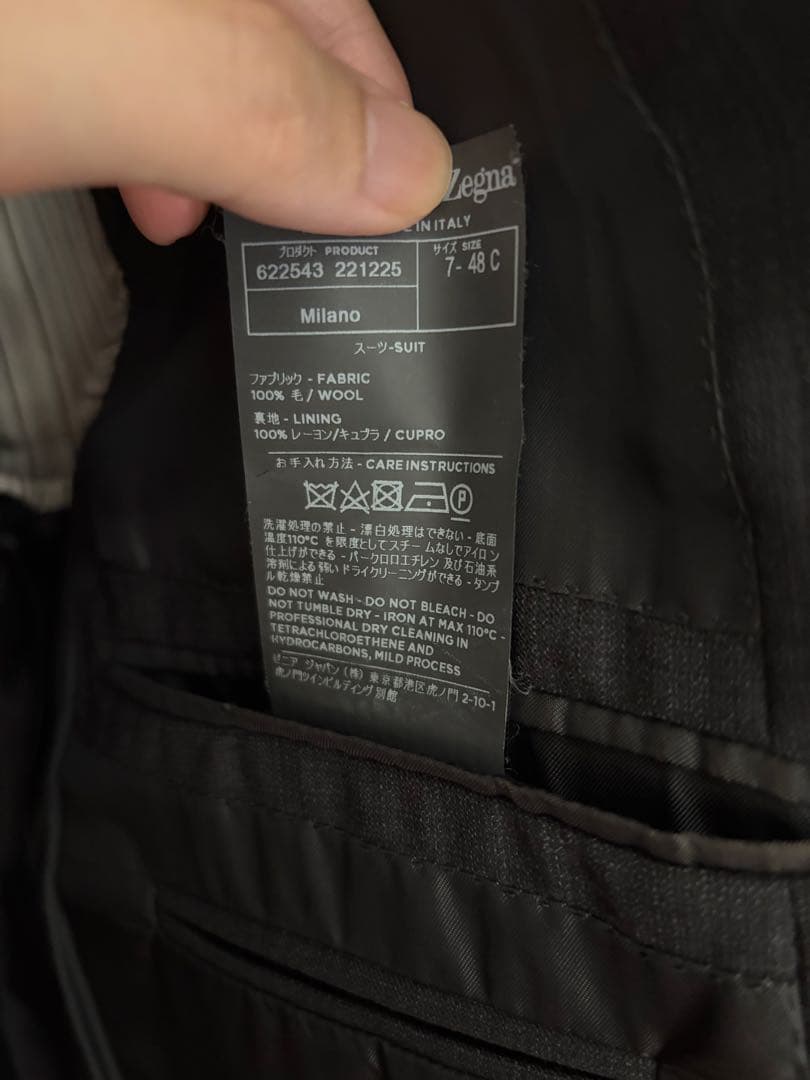 Zegna
IN ITALY
プロダクト PRODUCT
622543 221225
サイズ SIZE
7- 48 C
Milano
スーツ-SUIT
ファブリック - FABRIC
100% 毛 / WOOL
裏地 - LINING
100% レーヨン/キュプラ / CUPRO
お手入れ方法 - CARE INSTRUCTIONS
P
洗濯処理の禁止 - 漂白処理はできない - 底面
温度110℃ を限度としてスチームなしでアイロン
仕上げができる - パークロロエチレン 及び石油系
溶剤による弱い ドライクリーニングができる - タンブ
ル乾燥禁止
DO NOT WASH - DO NOT BLEACH - DO
NOT TUMBLE DRY - IRON AT MAX 110°C -
PROFESSIONAL DRY CLEANING IN
TETRACHLOROETHENE AND
HYDROCARBONS, MILD PROCESS
ゼニア ジャパン (株) 東京都港区虎ノ門 2-10-1
虎ノ門ツインビルディング 別館